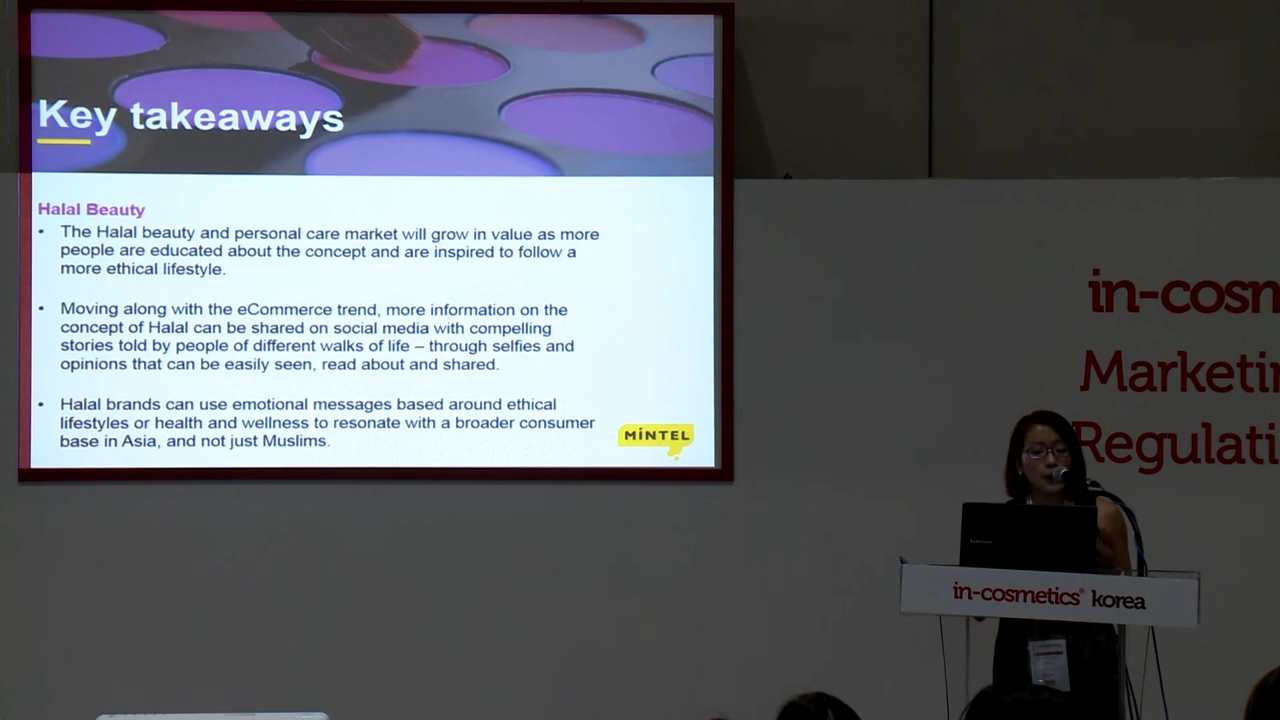 Key takeaways
Halal Beauty
• The Halal beauty and personal care market will grow in value as more
people are educated about the concept and are inspired to follow a
more ethical lifestyle.
• Moving along with the eCommerce trend, more information on the
concept of Halal can be shared on social media with compelling
stories told by people of different walks of life – through selfies and
opinions that can be easily seen, read about and shared.
• Halal brands can use emotional messages based around ethical
lifestyles or health and wellness to resonate with a broader consumer
base in Asia, and not just Muslims.
MiNTEL
in-cosm
Marketin
Regulati
in-cosmetics® korea